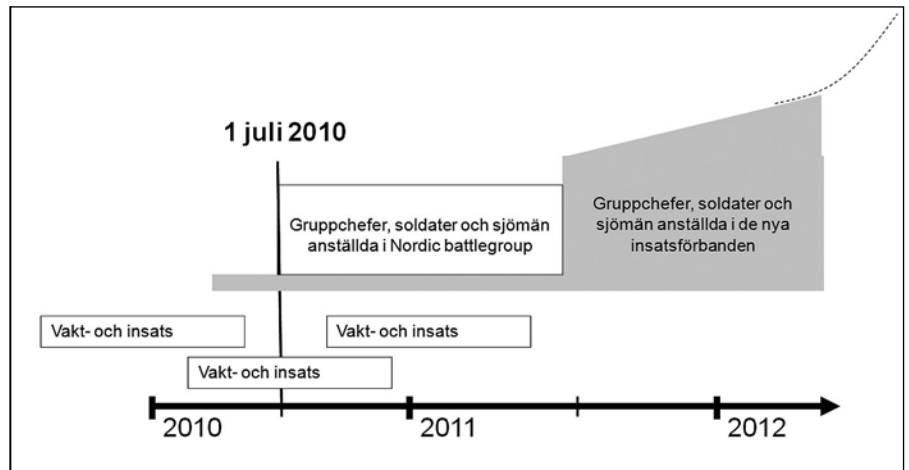 1 juli 2010
Gruppchefer, soldater och sjömän
anställda i Nordic battlegroup
Gruppchefer, soldater och
sjömän anställda i de nya
insatsförbanden
Vakt- och insats
Vakt- och insats
Vakt- och insats
2010
2011
2012